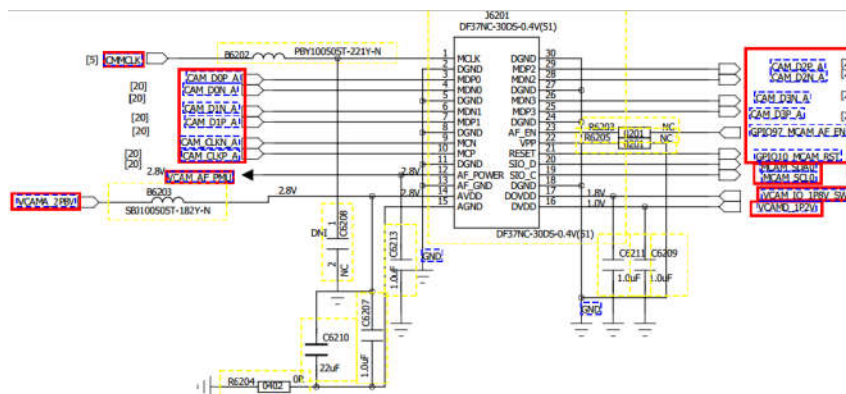 J6201
DF37NC-30DS-0.4V(51)
PBY100505T-221Y-N
B6202
[5] CMMCLK
1 MCLK DGND 30
2 DGND MDP2 29
3 MDP0 MDN2 28
4 MDN0 DGND 27
5 DGND MDN3 26
6 MDN1 MDP3 25
7 MDP1 DGND 24
8 DGND AF_EN 23
9 MCN VPP 22
10 MCP RESET 21
11 DGND SIO_D 20
12 AF_POWER SIO_C 19
13 AF_GND DGND 18
14 AVDD DOVDD 17
15 AGND DVDD 16
DF37NC-30DS-0.4V(51)
[20] CAM_D0P_A
[20] CAM_D0N_A
[20] CAM_D1N_A
[20] CAM_D1P_A
[20] CAM_CLKN_A
[20] CAM_CLKP_A
2.8V
VCAM_AF_PMU
2.8V
VCAMA_2P8V
B6203
SBJ100505T-182Y-N
2.8V
2.8V
CAM_D2P_A
CAM_D2N_A
CAM_D3N_A
CAM_D3P_A
R6203 0201 NC
R6205 0201 NC
GPIO97_MCAM_AF_EN
GPIO10_MCAM_RST
MCAM_SDA0
MCAM_SCL0
1.8V
VCAM_IO_1P8V_SW
1.0V
VCAMD_1P2V
DNI
1
C6208
2
NC
C6213
1.0uF
GND
C6211
1.0uF
C6209
1.0uF
GND
C6207
1.0uF
C6210
22uF
R6204 0402 0R